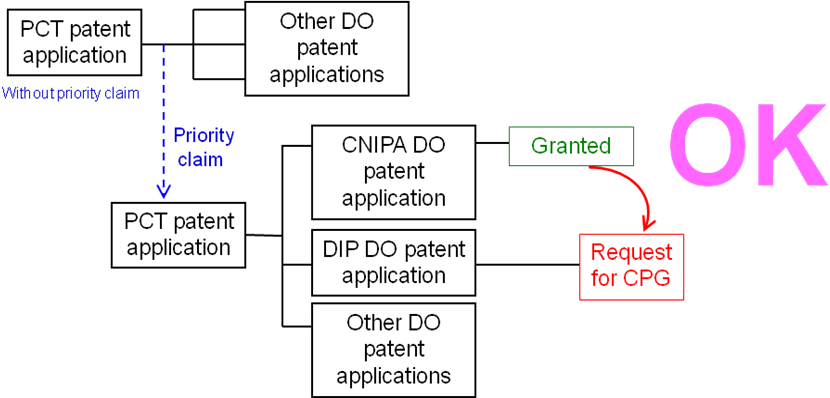 PCT patent
application
Without priority claim
Other DO
patent
applications
Priority
claim
OK
CNIPA DO
patent
application
Granted
PCT patent
application
DIP DO patent
application
Request
for CPG
Other DO
patent
applications